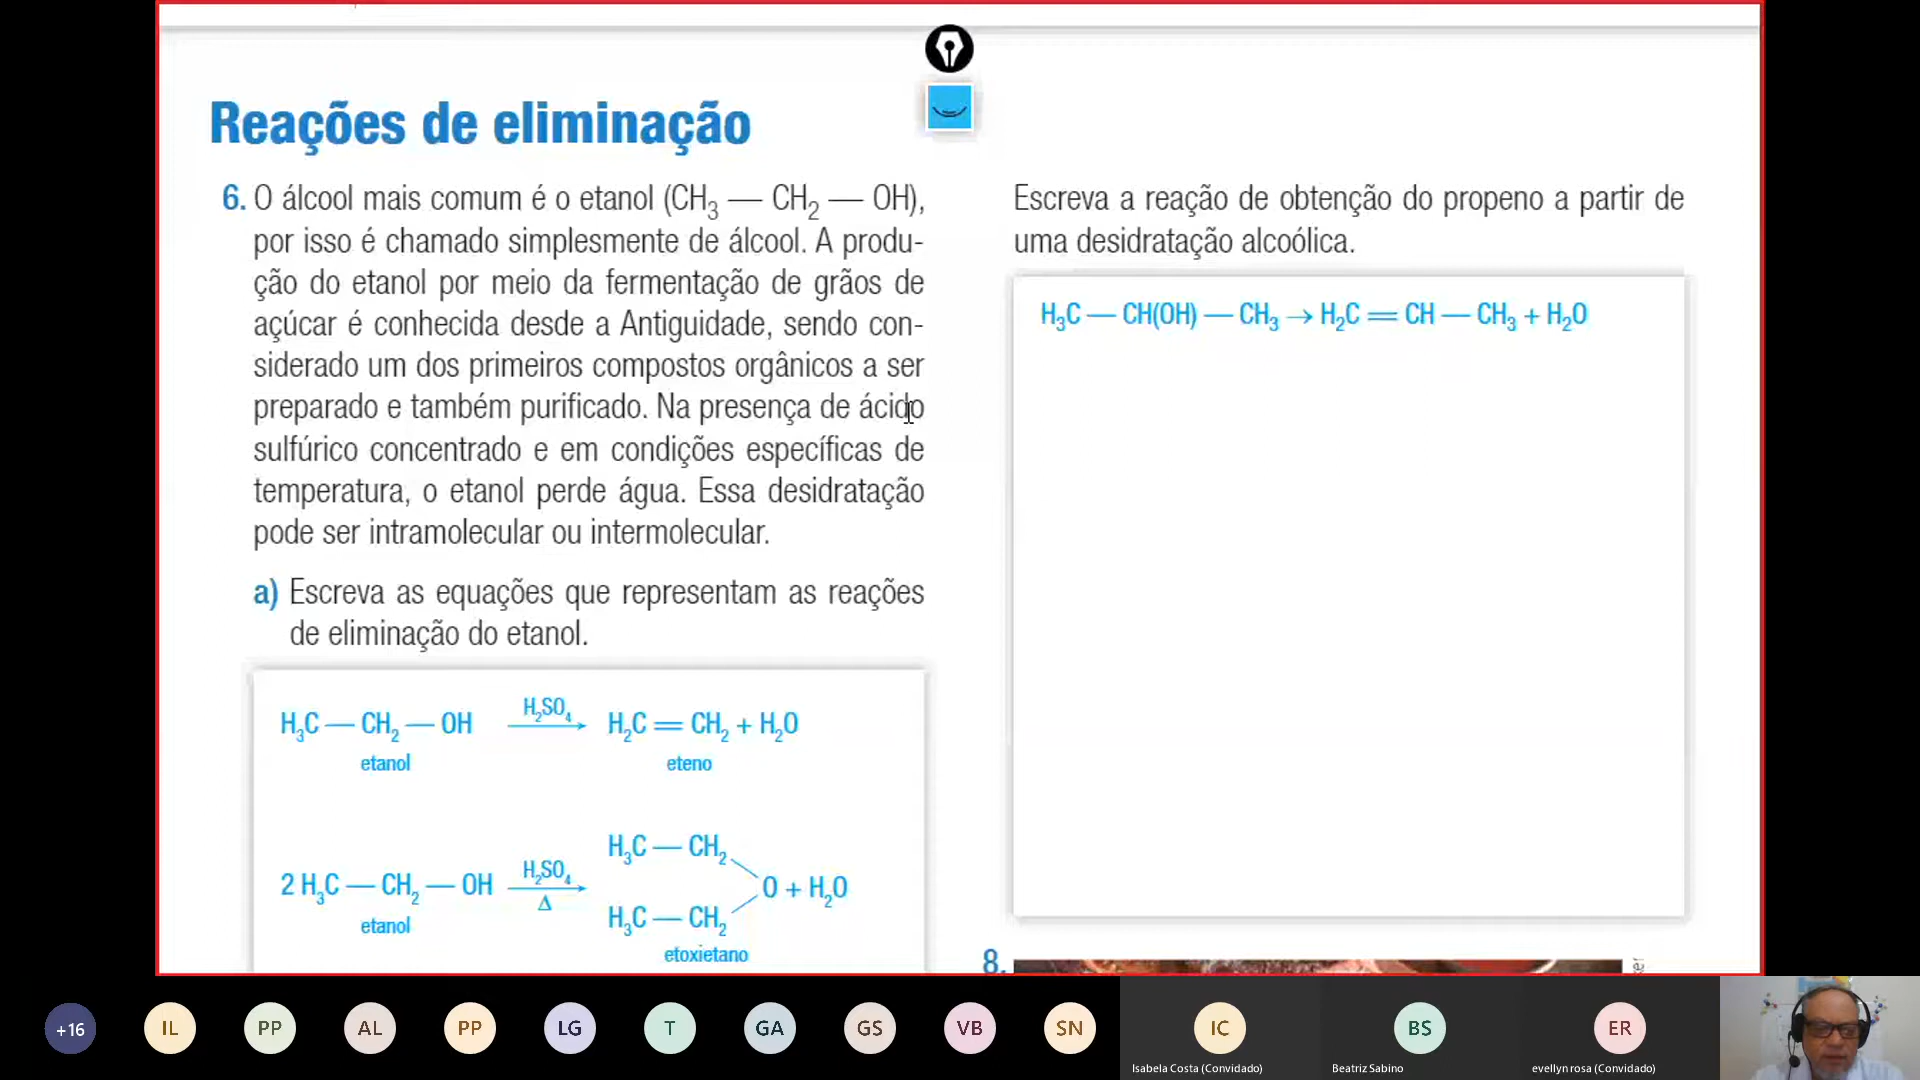 Reações de eliminação
6. O álcool mais comum é o etanol (CH3 — CH2 — OH),
por isso é chamado simplesmente de álcool. A produ-
ção do etanol por meio da fermentação de grãos de
açúcar é conhecida desde a Antiguidade, sendo con-
siderado um dos primeiros compostos orgânicos a ser
preparado e também purificado. Na presença de ácido
sulfúrico concentrado e em condições específicas de
temperatura, o etanol perde água. Essa desidratação
pode ser intramolecular ou intermolecular.
a) Escreva as equações que representam as reações
de eliminação do etanol.
H3C — CH2 — OH H2SO4 → H2C = CH2 + H2O
etanol eteno
H3C — CH2
2 H3C — CH2 — OH H2SO4 → Δ O + H2O
H3C — CH2
etanol
etoxietano
Escreva a reação de obtenção do propeno a partir de
uma desidratação alcoólica.
H3C — CH(OH) — CH3 → H2C = CH — CH3 + H2O
8.
+16 IL PP AL PP LG T GA GS VB SN IC BS ER
Isabela Costa (Convidado) Beatriz Sabino evellyn rosa (Convidado)